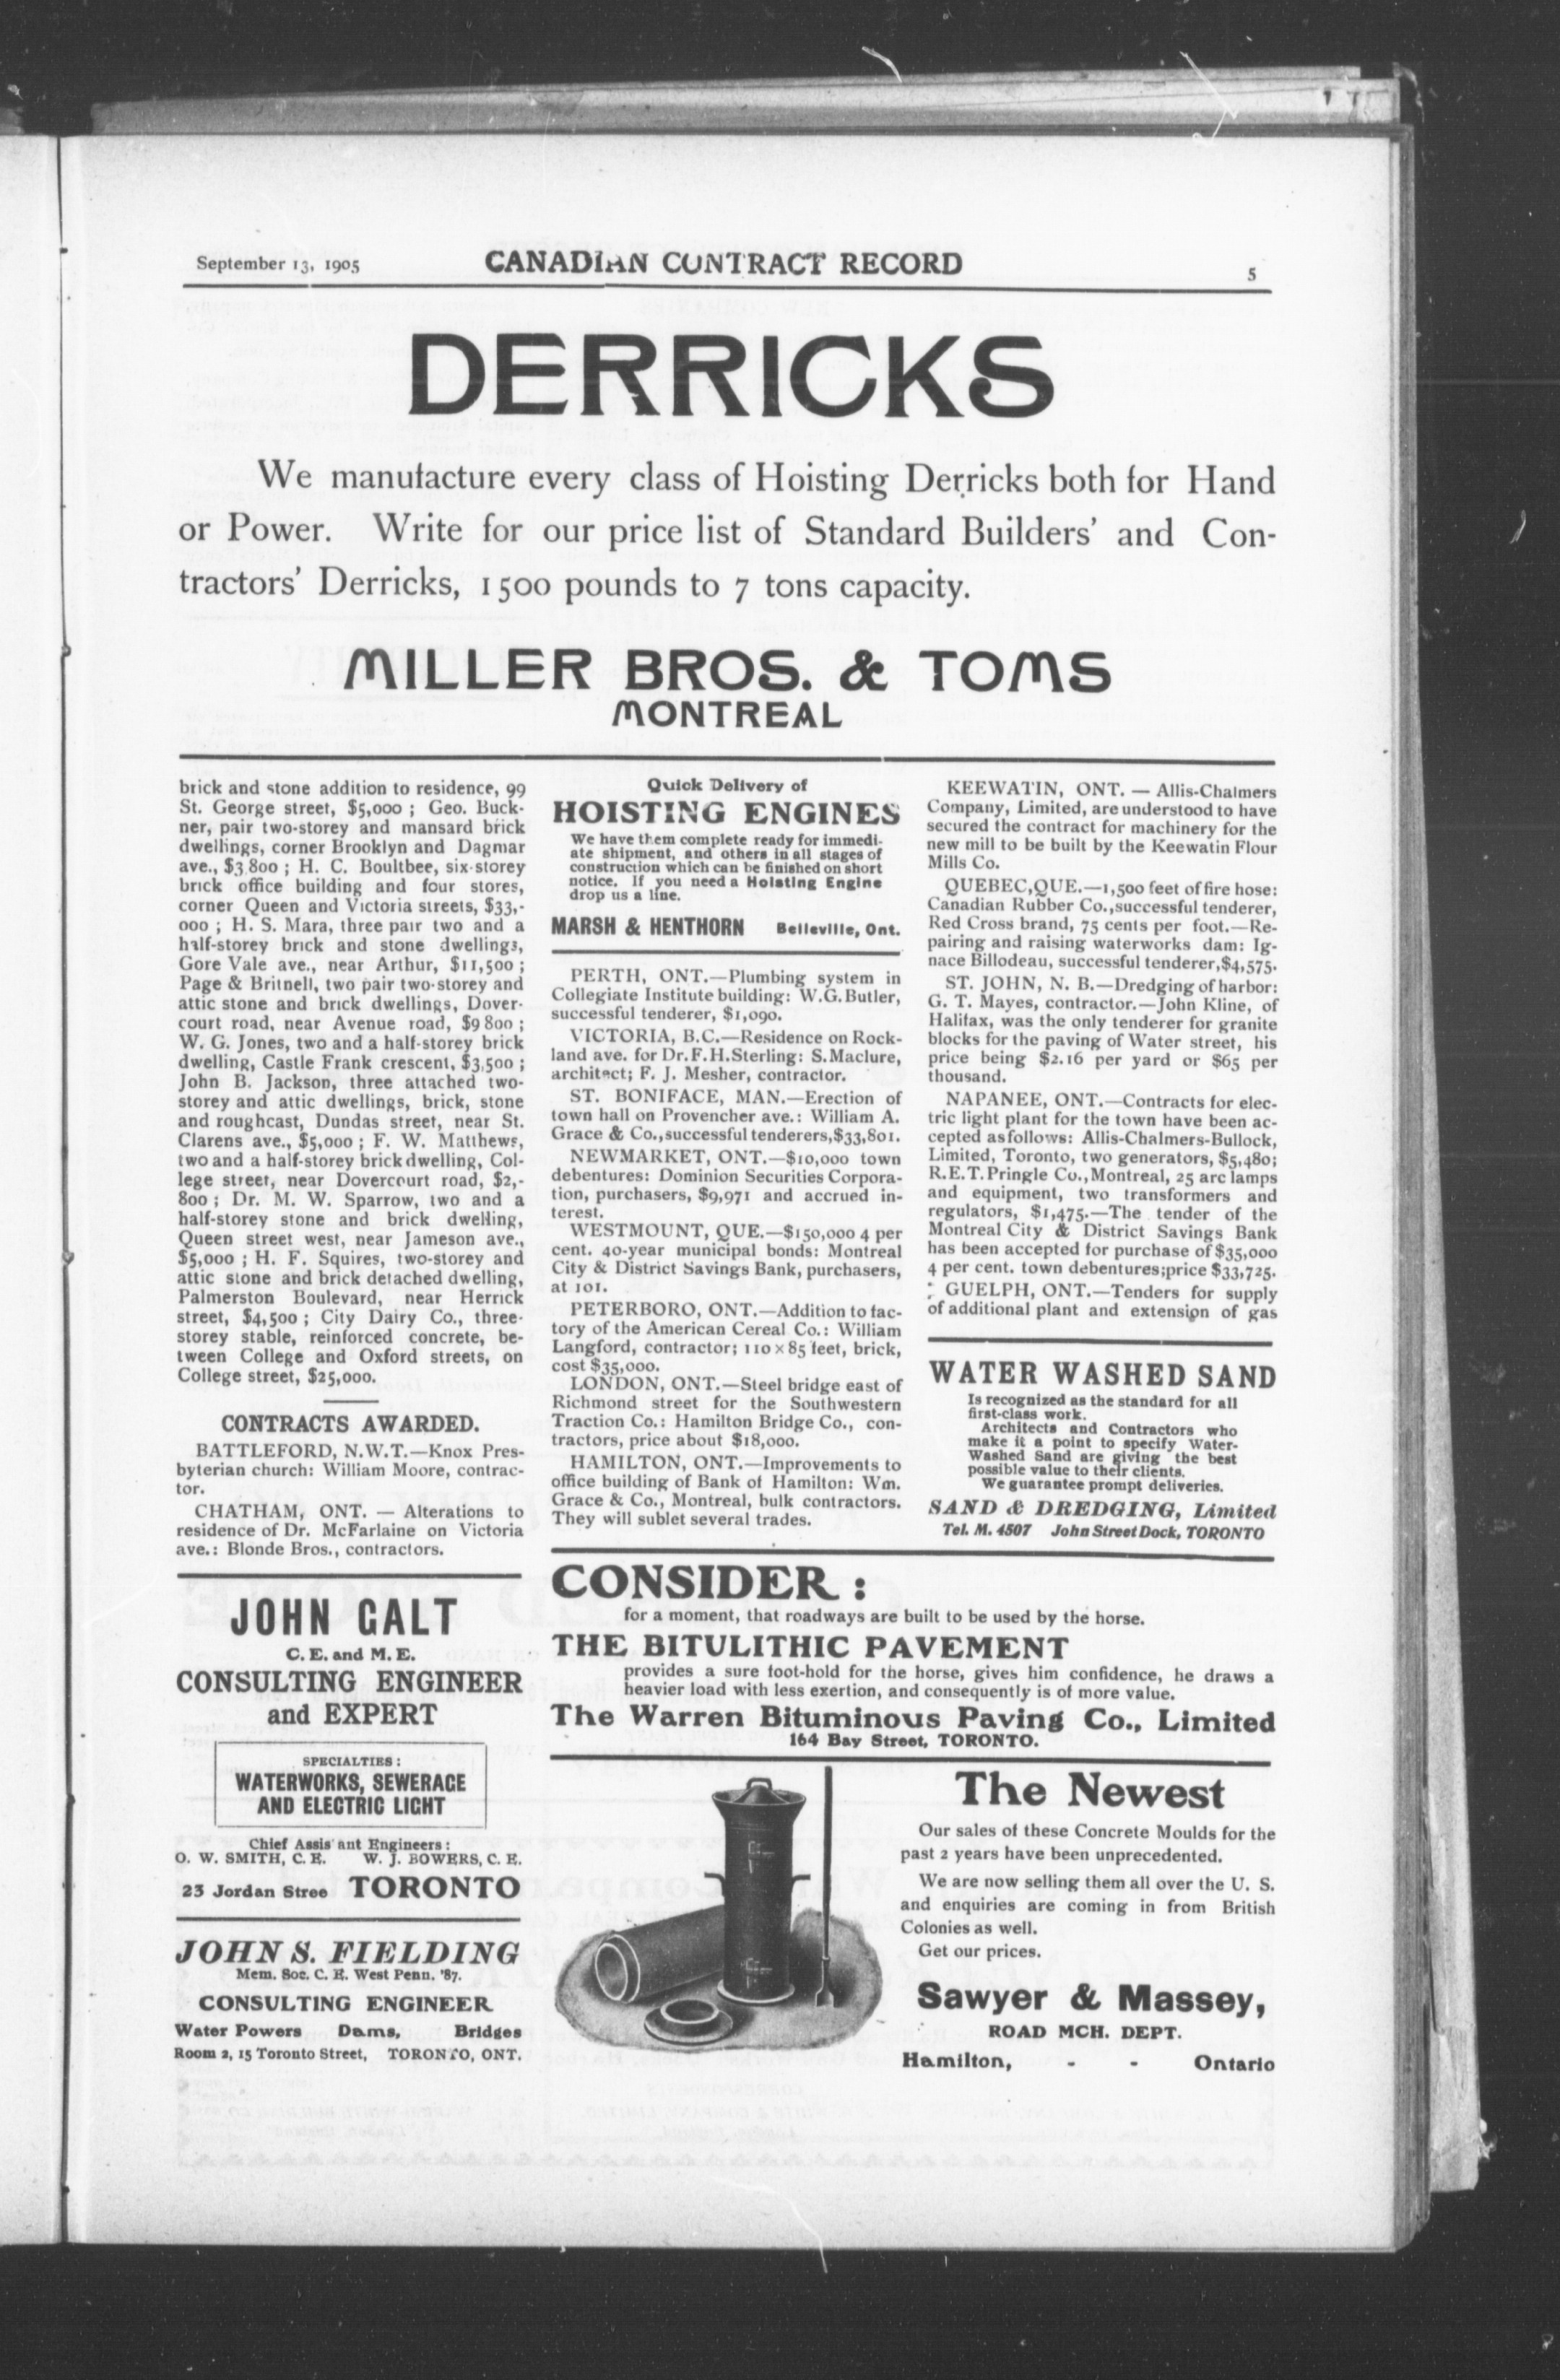 September 13, 1905
CANADIAN CONTRACT RECORD
5
DERRICKS
We manufacture every class of Hoisting Derricks both for Hand
or Power. Write for our price list of Standard Builders' and Con-
tractors' Derricks, 1500 pounds to 7 tons capacity.
MILLER BROS. & TOMS
MONTREAL
brick and stone addition to residence, 99
St. George street, $5,000 ; Geo. Buck-
ner, pair two-storey and mansard brick
dwellings, corner Brooklyn and Dagmar
ave., $3,800 ; H. C. Boultbee, six-storey
brick office building and four stores,
corner Queen and Victoria streets, $33,-
000 ; H. S. Mara, three pair two and a
half-storey brick and stone dwellings,
Gore Vale ave., near Arthur, $11,500 ;
Page & Britnell, two pair two-storey and
attic stone and brick dwellings, Dover-
court road, near Avenue road, $9 800 ;
W. G. Jones, two and a half-storey brick
dwelling, Castle Frank crescent, $3,500 ;
John B. Jackson, three attached two-
storey and attic dwellings, brick, stone
and roughcast, Dundas street, near St.
Clarens ave., $5,000 ; F. W. Matthews,
two and a half-storey brick dwelling, Col-
lege street, near Dovercourt road, $2,-
800 ; Dr. M. W. Sparrow, two and a
half-storey stone and brick dwelling,
Queen street west, near Jameson ave.,
$5,000 ; H. F. Squires, two-storey and
attic stone and brick detached dwelling,
Palmerston Boulevard, near Herrick
street, $4,500 ; City Dairy Co., three-
storey stable, reinforced concrete, be-
tween College and Oxford streets, on
College street, $25,000.
CONTRACTS AWARDED.
BATTLEFORD, N.W.T.—Knox Pres-
byterian church: William Moore, contrac-
tor.
CHATHAM, ONT. — Alterations to
residence of Dr. McFarlaine on Victoria
ave.: Blonde Bros., contractors.
JOHN GALT
C. E. and M. E.
CONSULTING ENGINEER
and EXPERT
SPECIALTIES :
WATERWORKS, SEWERAGE
AND ELECTRIC LIGHT
Chief Assis ant Engineers :
O. W. SMITH, C. E. W. J. BOWERS, C. E.
23 Jordan Stree TORONTO
JOHN S. FIELDING
Mem. Soc. C. E. West Penn. '87.
CONSULTING ENGINEER
Water Powers Dams, Bridges
Room 2, 15 Toronto Street, TORONTO, ONT.
Quick Delivery of
HOISTING ENGINES
We have them complete ready for immedi-
ate shipment, and others in all stages of
construction which can be finished on short
notice. If you need a Hoisting Engine
drop us a line.
MARSH & HENTHORN Belleville, Ont.
PERTH, ONT.—Plumbing system in
Collegiate Institute building: W.G. Butler,
successful tenderer, $1,090.
VICTORIA, B.C.—Residence on Rock-
land ave. for Dr. F.H.Sterling: S.Maclure,
architect; F. J. Mesher, contractor.
ST. BONIFACE, MAN.—Erection of
town hall on Provencher ave.: William A.
Grace & Co., successful tenderers, $33,801.
NEWMARKET, ONT.—$10,000 town
debentures: Dominion Securities Corpora-
tion, purchasers, $9,971 and accrued in-
terest.
WESTMOUNT, QUE.—$150,000 4 per
cent. 40-year municipal bonds: Montreal
City & District Savings Bank, purchasers,
at 101.
PETERBORO, ONT.—Addition to fac-
tory of the American Cereal Co.: William
Langford, contractor; 110 × 85 feet, brick,
cost $35,000.
LONDON, ONT.—Steel bridge east of
Richmond street for the Southwestern
Traction Co.: Hamilton Bridge Co., con-
tractors, price about $18,000.
HAMILTON, ONT.—Improvements to
office building of Bank of Hamilton: Wm.
Grace & Co., Montreal, bulk contractors.
They will sublet several trades.
KEEWATIN, ONT. — Allis-Chalmers
Company, Limited, are understood to have
secured the contract for machinery for the
new mill to be built by the Keewatin Flour
Mills Co.
QUEBEC, QUE.—1,500 feet of fire hose:
Canadian Rubber Co., successful tenderer,
Red Cross brand, 75 cents per foot.—Re-
pairing and raising waterworks dam: Ig-
nace Billodeau, successful tenderer, $4,575.
ST. JOHN, N. B.—Dredging of harbor:
G. T. Mayes, contractor.—John Kline, of
Halifax, was the only tenderer for granite
blocks for the paving of Water street, his
price being $2.16 per yard or $65 per
thousand.
NAPANEE, ONT.—Contracts for elec-
tric light plant for the town have been ac-
cepted as follows: Allis-Chalmers-Bullock,
Limited, Toronto, two generators, $5,480;
R.E.T. Pringle Co., Montreal, 25 arc lamps
and equipment, two transformers and
regulators, $1,475.—The tender of the
Montreal City & District Savings Bank
has been accepted for purchase of $35,000
4 per cent. town debentures; price $33,725.
GUELPH, ONT.—Tenders for supply
of additional plant and extension of gas
WATER WASHED SAND
Is recognized as the standard for all
first-class work.
Architects and Contractors who
make it a point to specify Water-
Washed Sand are giving the best
possible value to their clients.
We guarantee prompt deliveries.
SAND & DREDGING, Limited
Tel. M. 4507 John Street Dock, TORONTO
CONSIDER :
for a moment, that roadways are built to be used by the horse.
THE BITULITHIC PAVEMENT
provides a sure foot-hold for the horse, gives him confidence, he draws a
heavier load with less exertion, and consequently is of more value.
The Warren Bituminous Paving Co., Limited
164 Bay Street, TORONTO.
The Newest
Our sales of these Concrete Moulds for the
past 2 years have been unprecedented.
We are now selling them all over the U. S.
and enquiries are coming in from British
Colonies as well.
Get our prices.
Sawyer & Massey,
ROAD MCH. DEPT.
Hamilton, - - Ontario